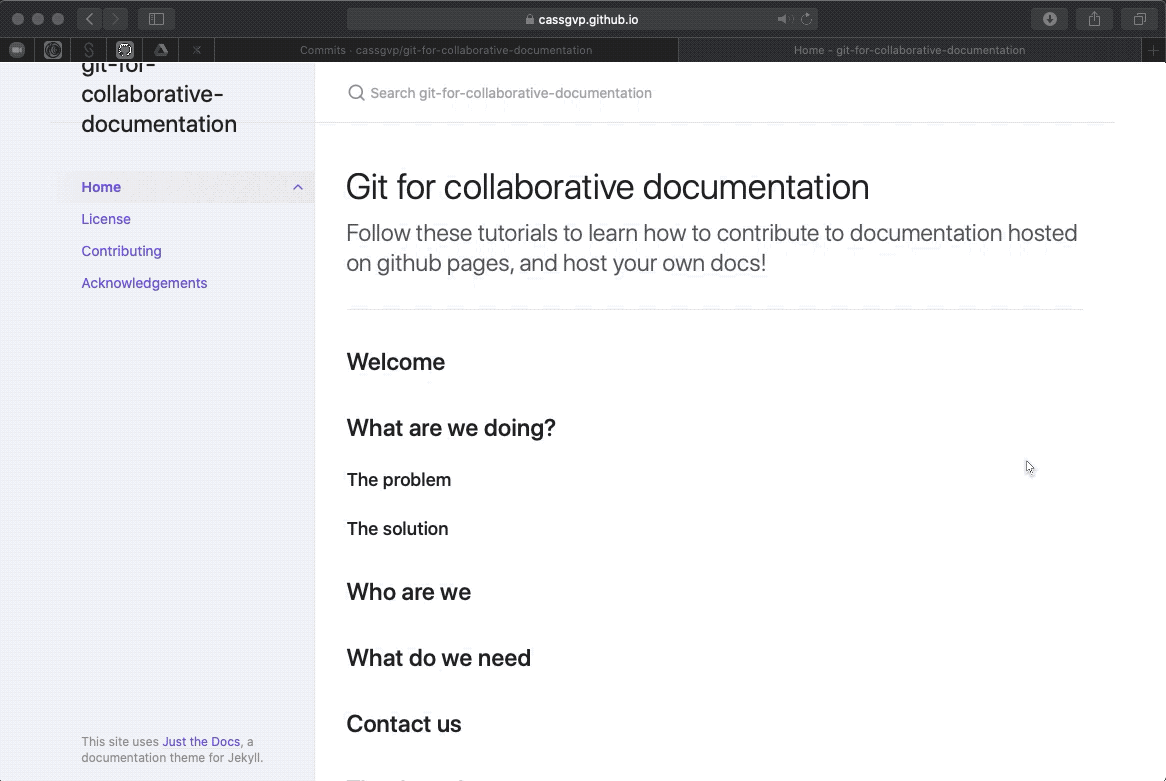 cassgvp.github.io
Commits · cassgvp/git-for-collaborative-documentation
Home - git-for-collaborative-documentation
git-for-
collaborative-
documentation
Home
License
Contributing
Acknowledgements
This site uses Just the Docs, a
documentation theme for Jekyll.
Search git-for-collaborative-documentation
Git for collaborative documentation
Follow these tutorials to learn how to contribute to documentation hosted
on github pages, and host your own docs!
Welcome
What are we doing?
The problem
The solution
Who are we
What do we need
Contact us